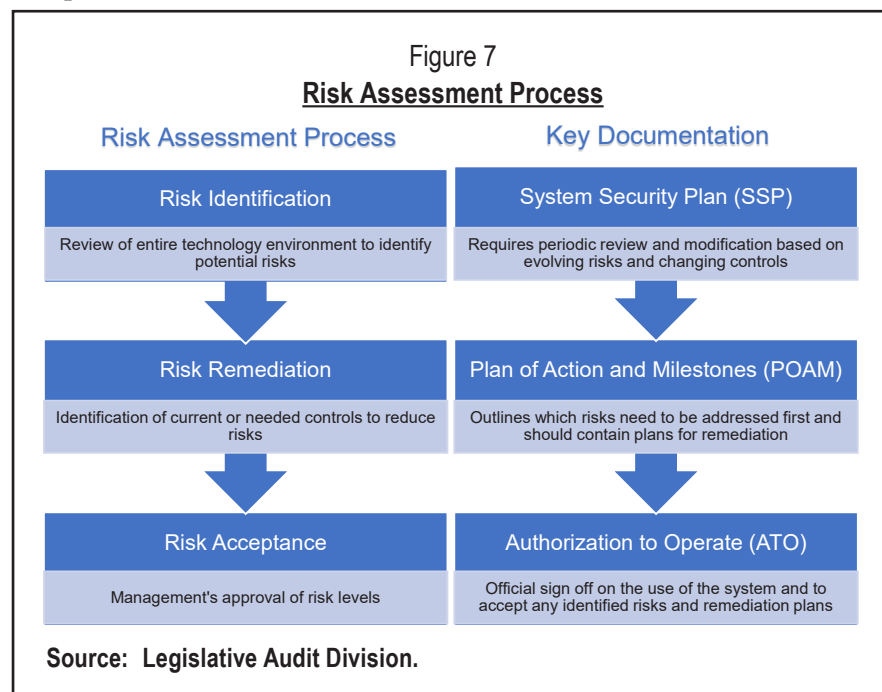 Figure 7
Risk Assessment Process
Risk Assessment Process
Key Documentation
Risk Identification
Review of entire technology environment to identify
potential risks
System Security Plan (SSP)
Requires periodic review and modification based on
evolving risks and changing controls
Risk Remediation
Identification of current or needed controls to reduce
risks
Plan of Action and Milestones (POAM)
Outlines which risks need to be addressed first and
should contain plans for remediation
Risk Acceptance
Management's approval of risk levels
Authorization to Operate (ATO)
Official sign off on the use of the system and to
accept any identified risks and remediation plans
Source: Legislative Audit Division.